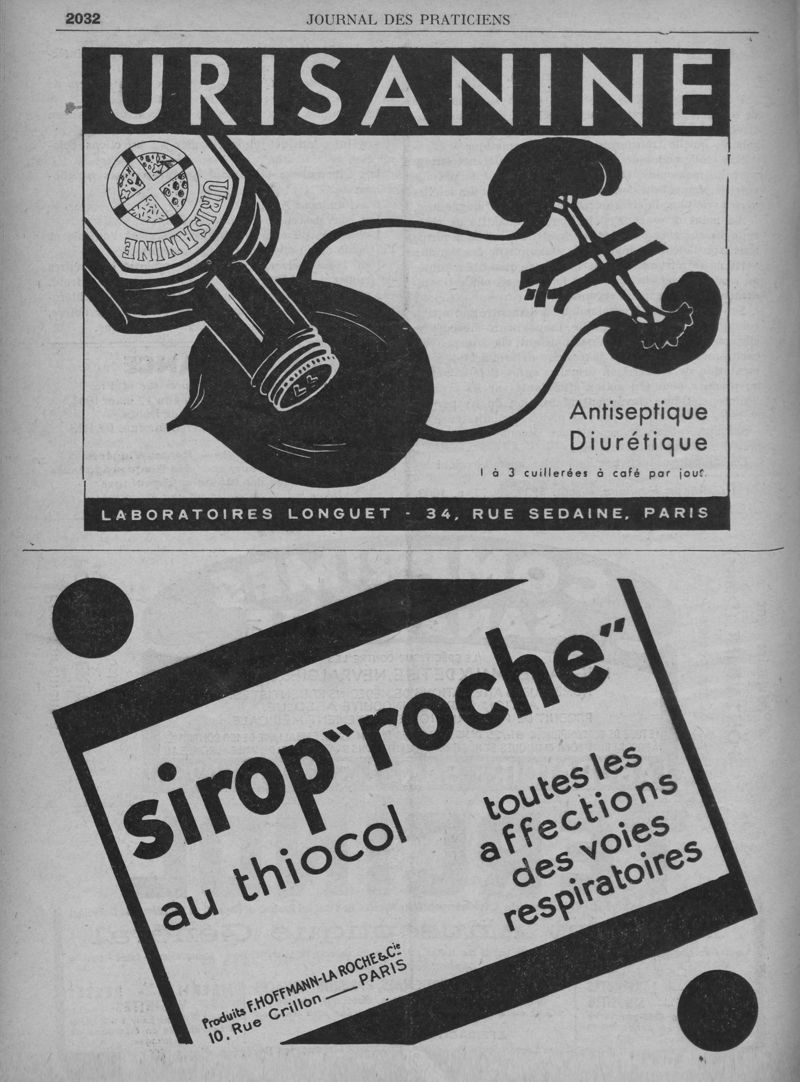 2032
JOURNAL DES PRATICIENS
URISANINE
URISANINE
Antiseptique
Diurétique
1 à 3 cuillerées à café par jour.
LABORATOIRES LONGUET - 34, RUE SEDAINE, PARIS
sirop "roche"
au thiocol
toutes les
affections
des voies
respiratoires
Produits F. HOFFMANN-LA ROCHE & Cie
10, Rue Crillon — PARIS